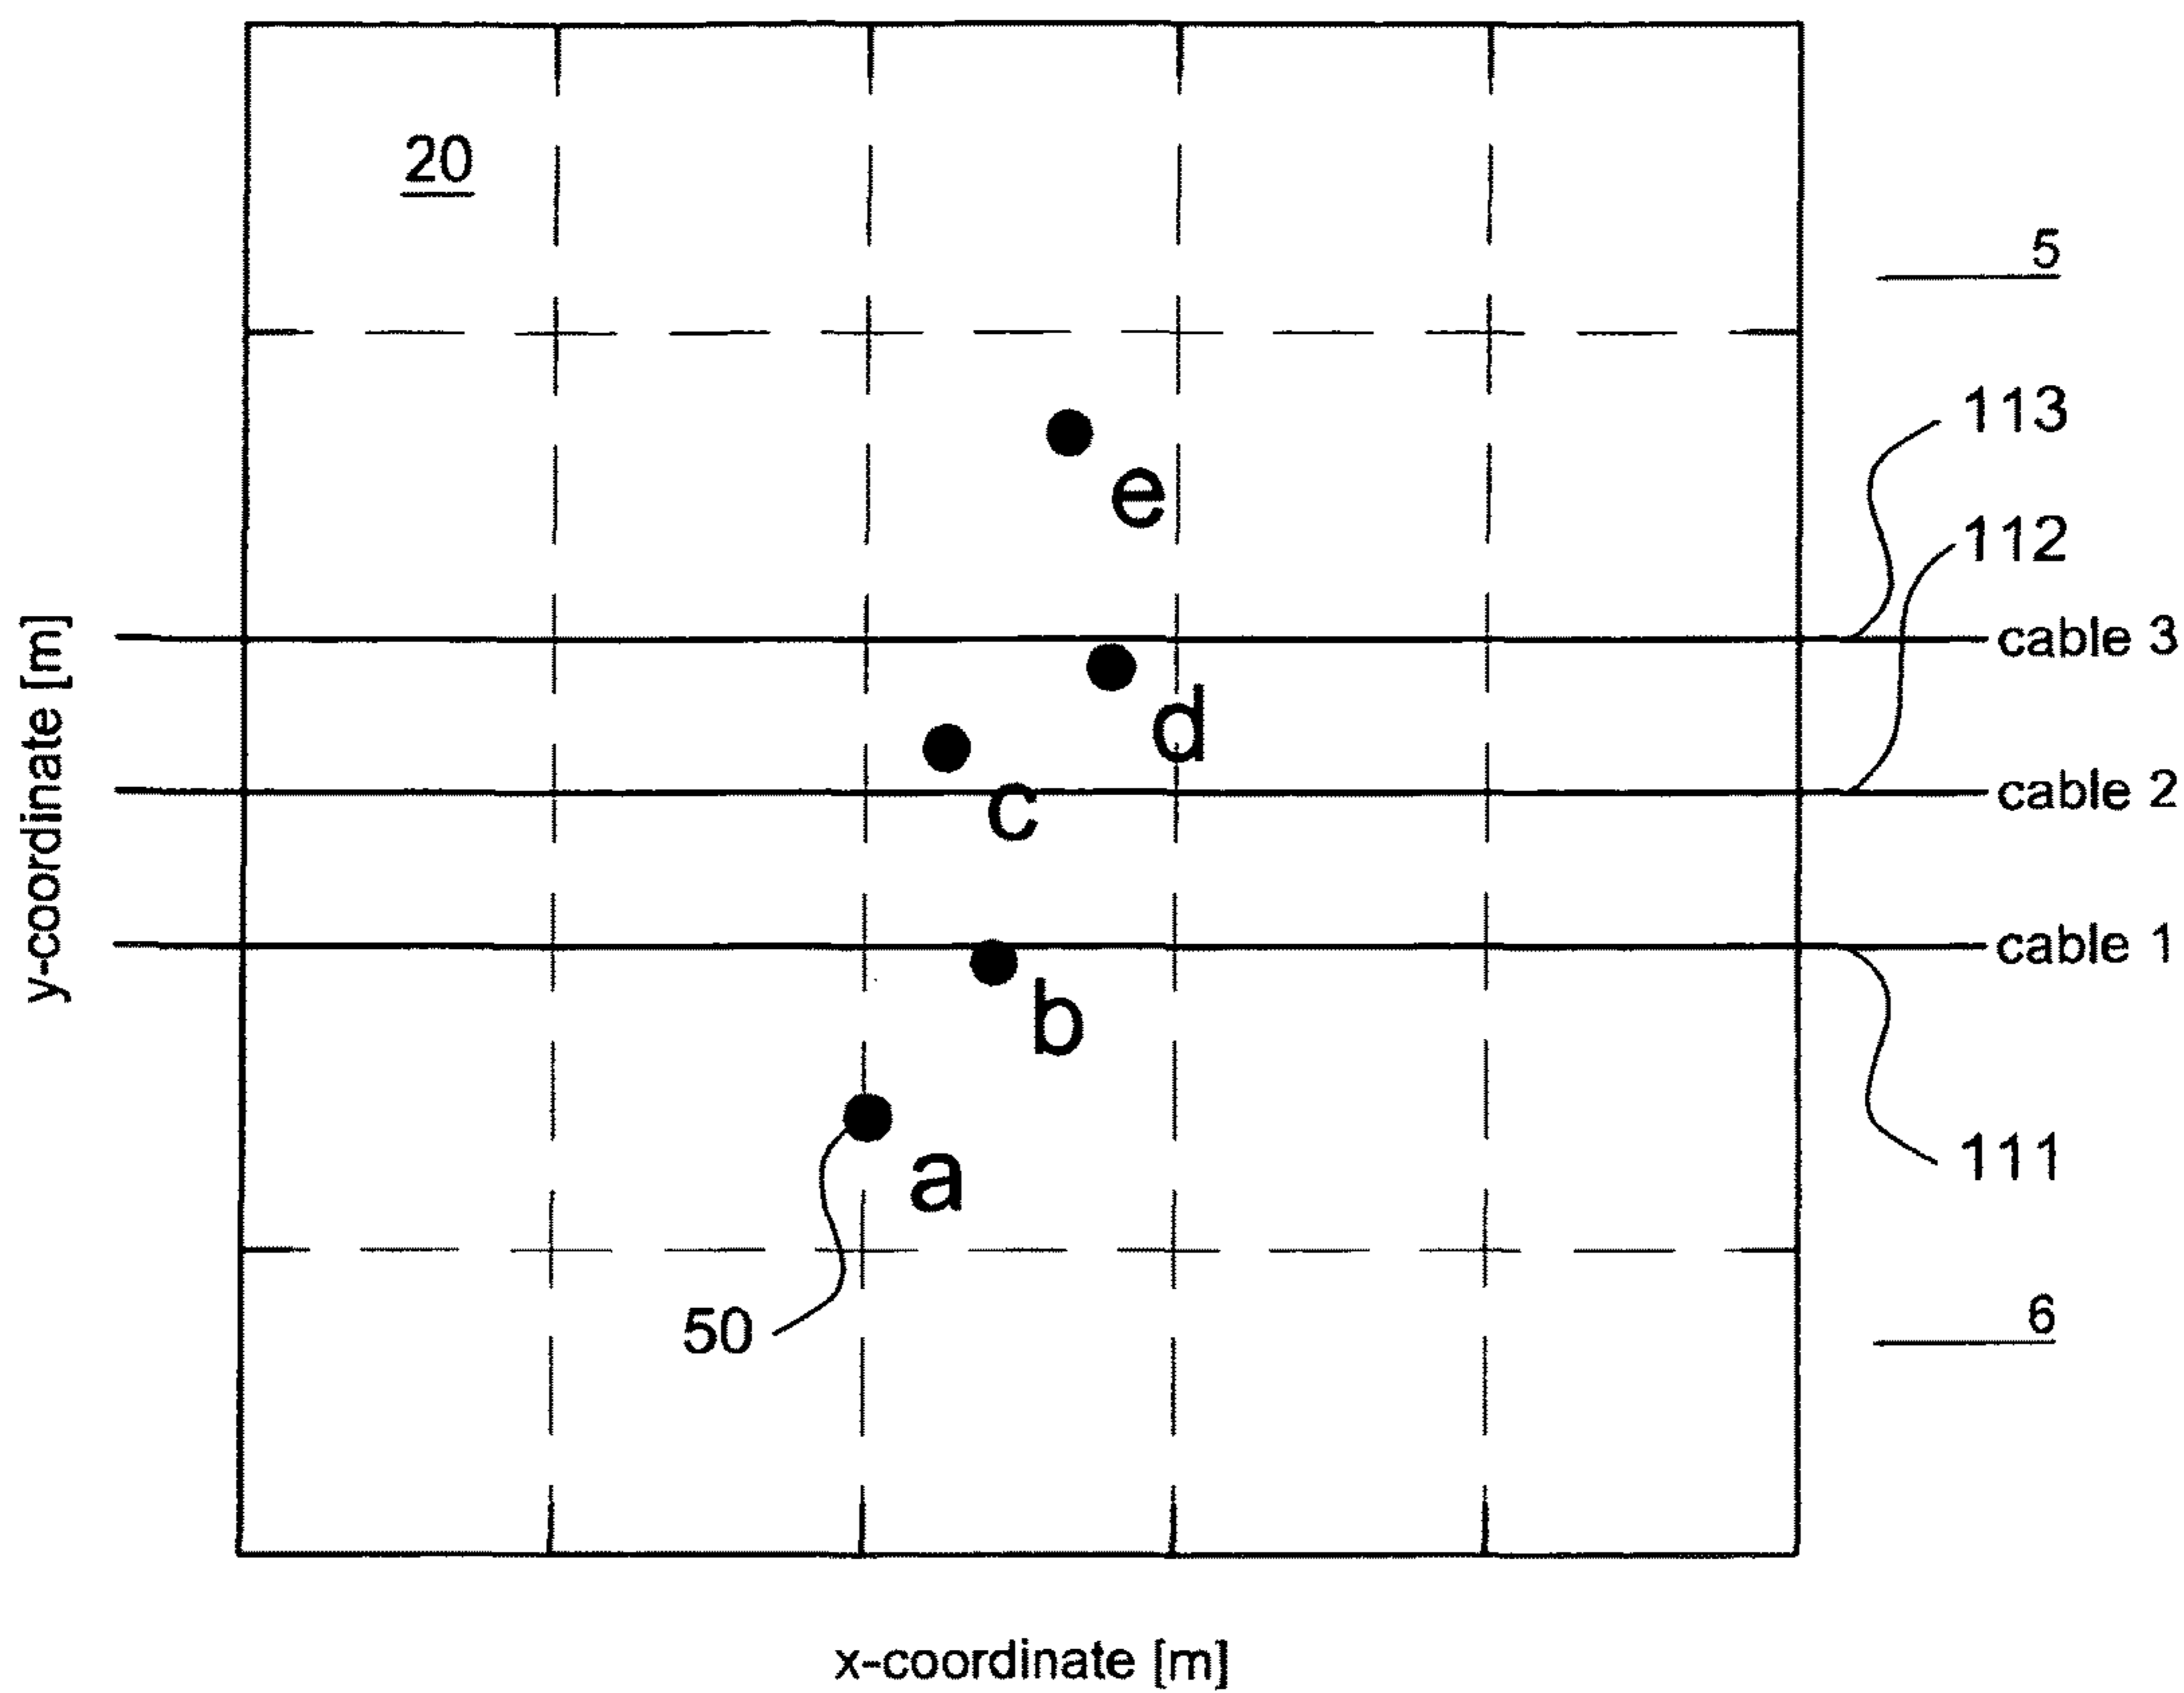 20
5
113
e
112
cable 3
d
y-coordinate [m]
cable 2
c
cable 1
b
111
a
50
6
x-coordinate [m]